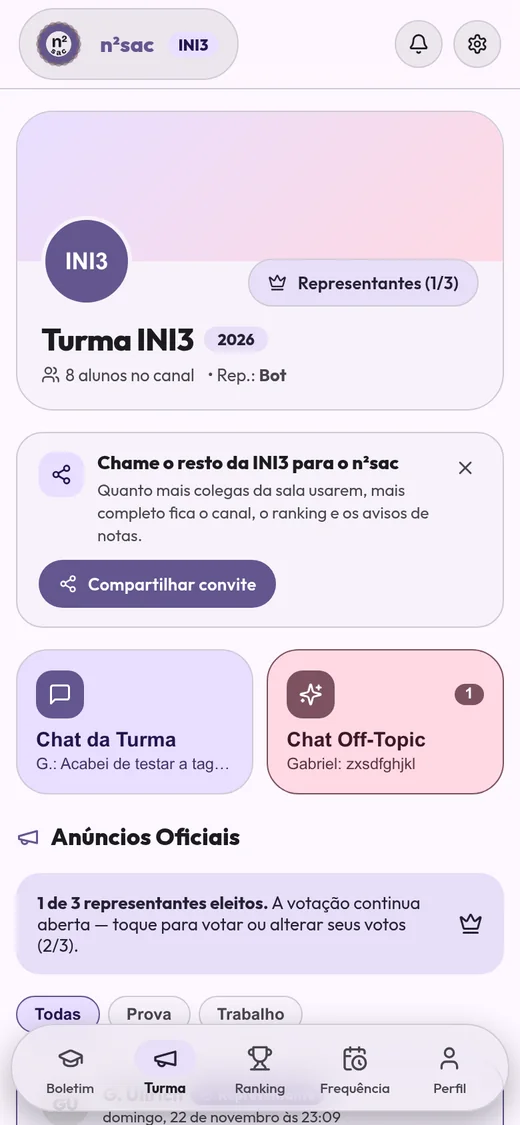 n²
sac
n²sac INI3
INI3
Representantes (1/3)
Turma INI3 2026
8 alunos no canal • Rep.: Bot
Chame o resto da INI3 para o n²sac
Quanto mais colegas da sala usarem, mais
completo fica o canal, o ranking e os avisos de
notas.
Compartilhar convite
Chat da Turma
G.: Acabei de testar a tag...
1
Chat Off-Topic
Gabriel: zxsdfghjkl
Anúncios Oficiais
1 de 3 representantes eleitos. A votação continua
aberta — toque para votar ou alterar seus votos
(2/3).
Todas Prova Trabalho
Boletim Turma Ranking Frequência Perfil
GU
G. Ullrich
domingo, 22 de novembro às 23:09